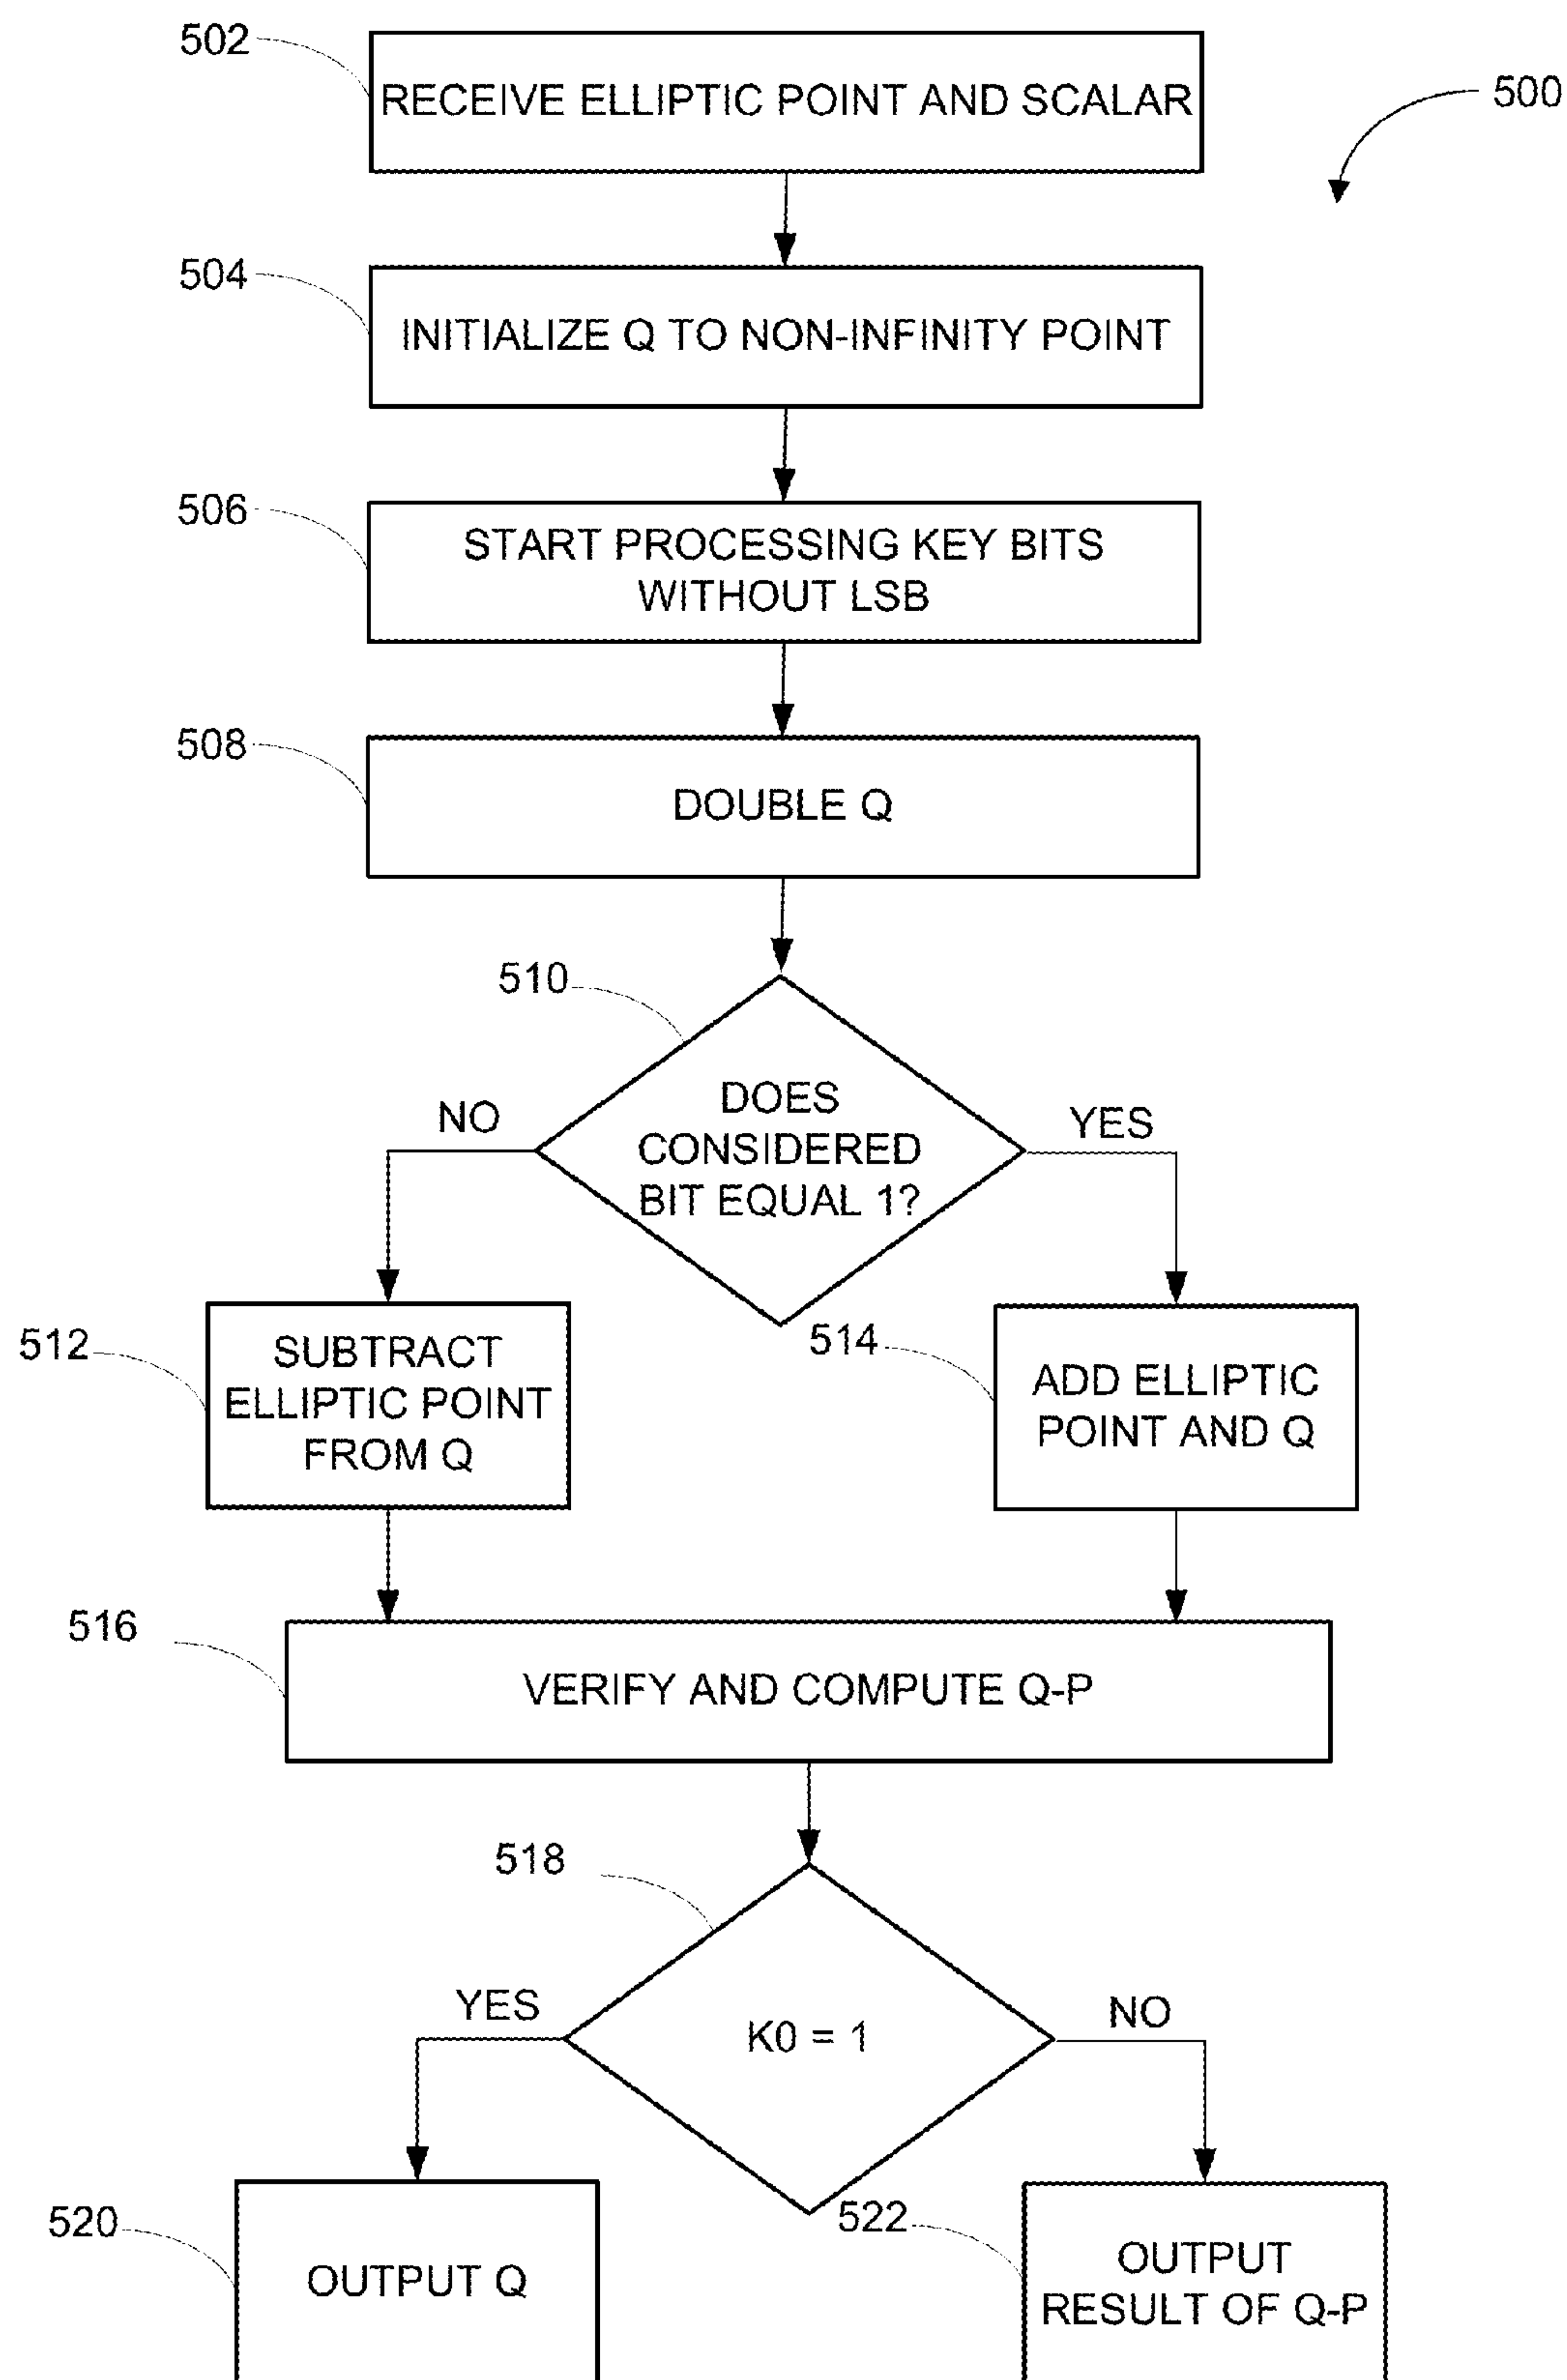 502
RECEIVE ELLIPTIC POINT AND SCALAR
500
504
INITIALIZE Q TO NON-INFINITY POINT
506
START PROCESSING KEY BITS
WITHOUT LSB
508
DOUBLE Q
510
DOES
CONSIDERED
BIT EQUAL 1?
NO
YES
512
SUBTRACT
ELLIPTIC POINT
FROM Q
514
ADD ELLIPTIC
POINT AND Q
516
VERIFY AND COMPUTE Q-P
518
K0 = 1
YES
NO
520
OUTPUT Q
522
OUTPUT
RESULT OF Q-P